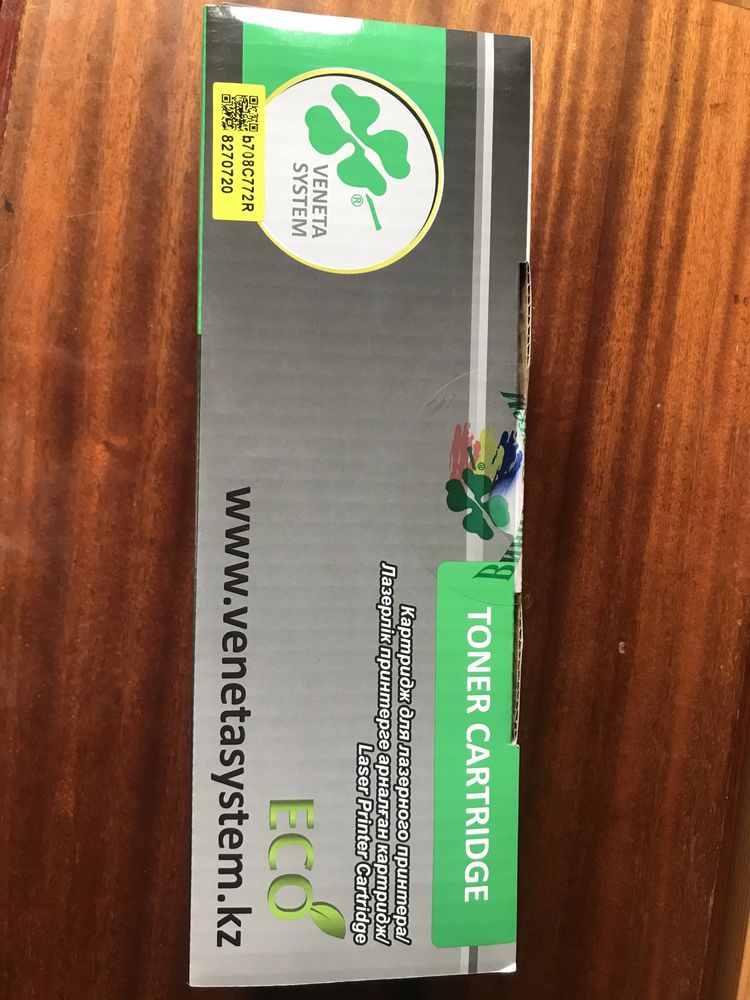 TONER CARTRIDGE
Картридж для лазерного принтера/
Лазерлік принтерге арналған картридж/
Laser Printer Cartridge
ECO
www.venetasystem.kz
VENETA
SYSTEM
®
b708C772R
8270720
®